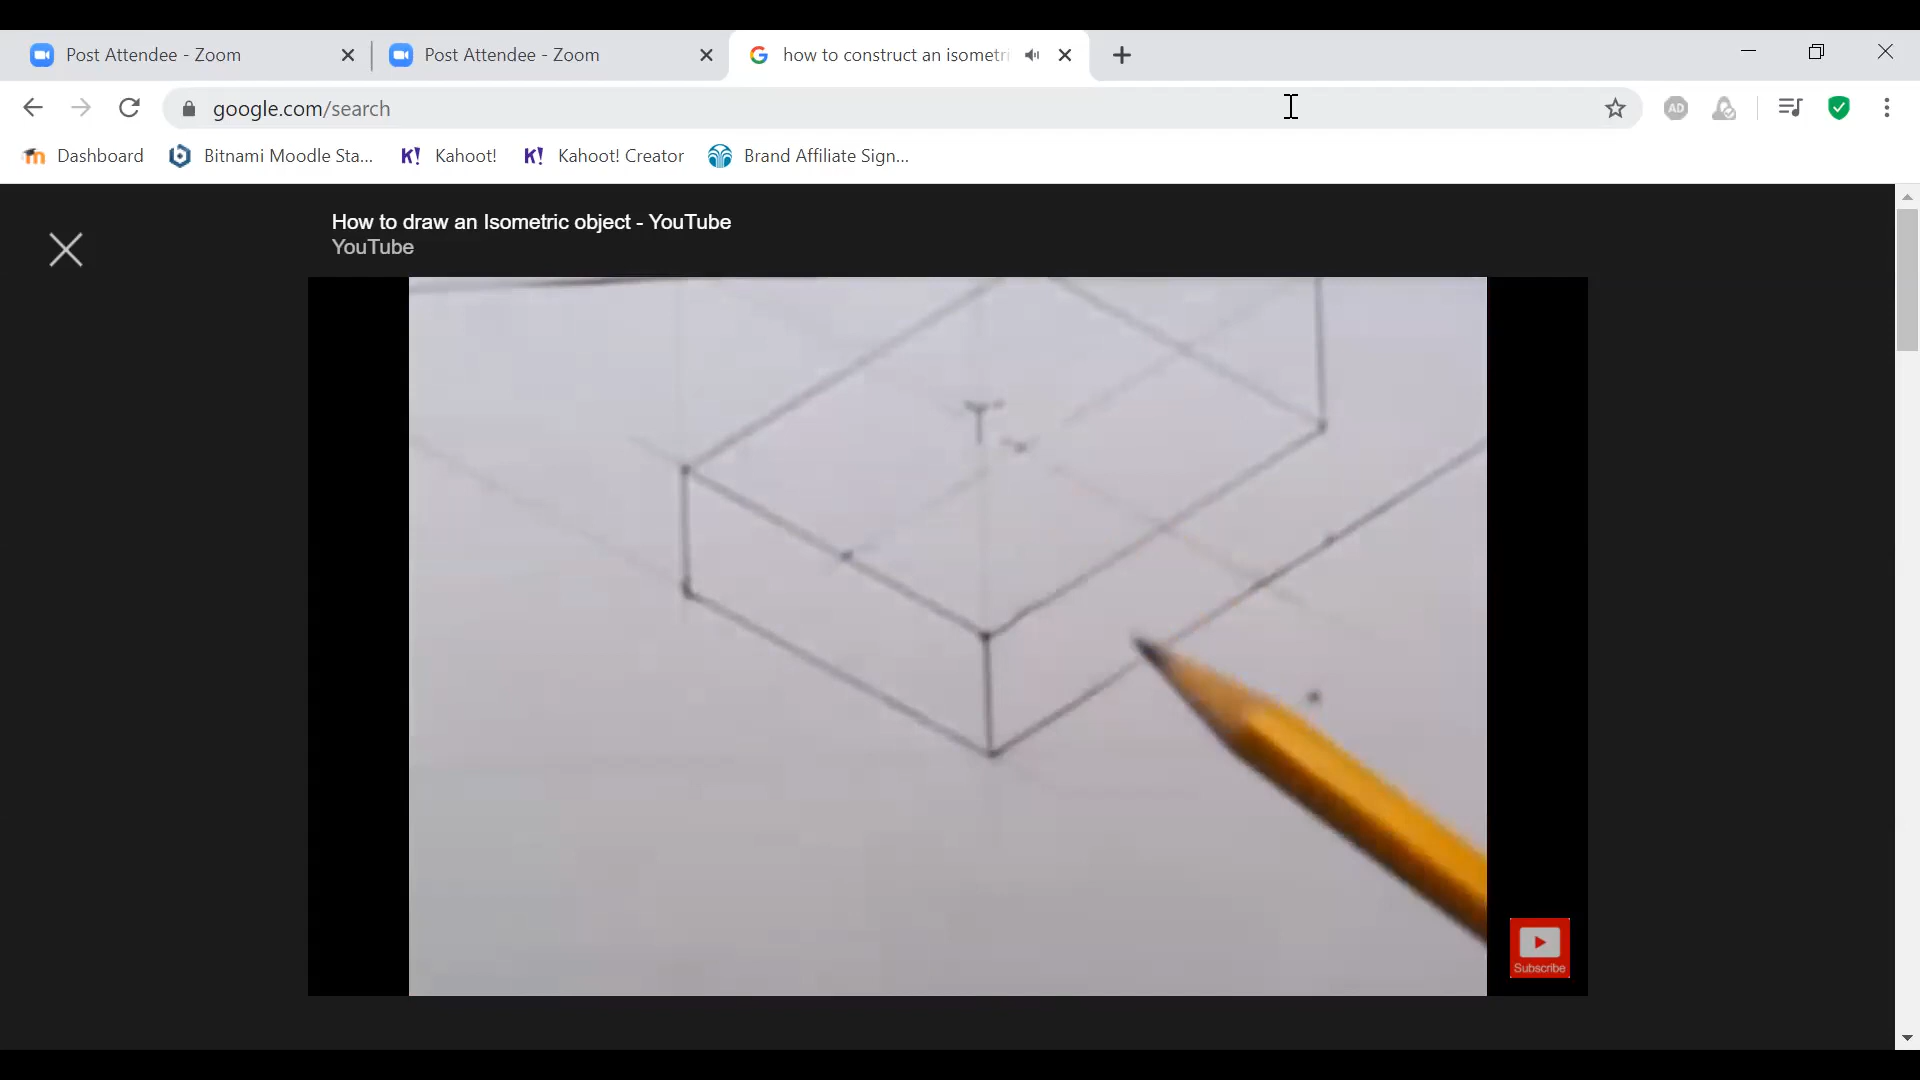 Post Attendee - Zoom
Post Attendee - Zoom
how to construct an isometri
google.com/search
AD
Dashboard
Bitnami Moodle Sta...
K! Kahoot!
K! Kahoot! Creator
Brand Affiliate Sign...
How to draw an Isometric object - YouTube
YouTube
Subscribe